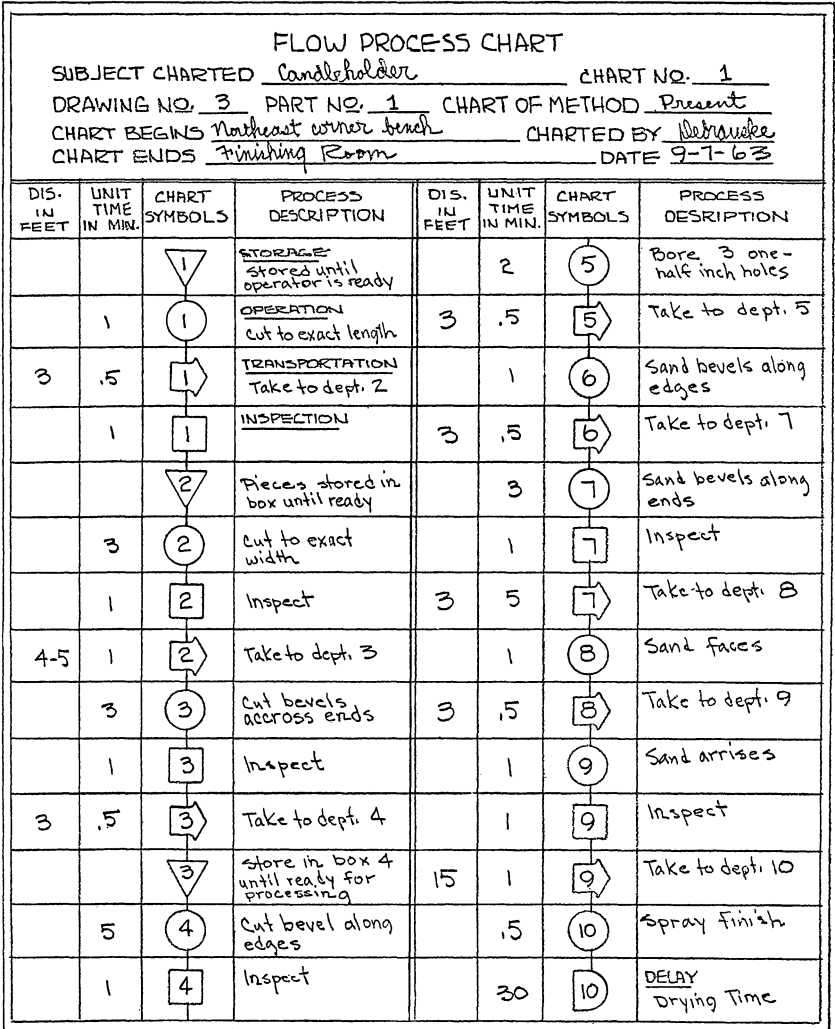 FLOW PROCESS CHART
SUBJECT CHARTED Candleholder CHART NO. 1
DRAWING NO. 3 PART NO. 1 CHART OF METHOD Present
CHART BEGINS Northeast corner bench CHARTED BY
CHART ENDS Finishing Room DATE 9-7-63
DIS. IN FEET
UNIT TIME IN MIN.
CHART SYMBOLS
PROCESS DESCRIPTION
1 STORAGE
stored until
operator is ready
1 1 OPERATION
cut to exact length
3 .5 1 TRANSPORTATION
Take to dept. 2
1 1 INSPECTION
2 Pieces stored in
box until ready
3 2 Cut to exact
width
1 2 Inspect
4-5 1 2 Take to dept. 3
3 3 Cut bevels
accross ends
1 3 Inspect
3 .5 3 Take to dept. 4
3 store in box 4
until ready for
processing
5 4 Cut bevel along
edges
1 4 Inspect
DIS. IN FEET
UNIT TIME IN MIN.
CHART SYMBOLS
PROCESS DESRIPTION
2 5 Bore 3 one-
half inch holes
3 .5 5 Take to dept. 5
1 6 Sand bevels along
edges
3 .5 6 Take to dept. 7
3 7 Sand bevels along
ends
1 7 Inspect
3 5 7 Take to dept. 8
1 8 Sand faces
3 .5 8 Take to dept. 9
1 9 Sand arrises
1 9 Inspect
15 1 9 Take to dept. 10
.5 10 Spray Finish
30 10 DELAY
Drying Time